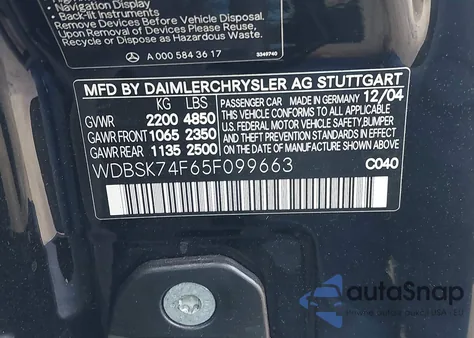 Navigation Display
• Back-lit Instruments
Remove Devices Before Vehicle Disposal.
Upon Removal of Devices Please Reuse,
Recycle or Dispose as Hazardous Waste.
A 000 584 36 17 3349740
MFD BY DAIMLERCHRYSLER AG STUTTGART
KG LBS
GVWR 2200 4850
GAWR FRONT 1065 2350
GAWR REAR 1135 2500
PASSENGER CAR MADE IN GERMANY 12/04
THIS VEHICLE CONFORMS TO ALL APPLICABLE
U.S. FEDERAL MOTOR VEHICLE SAFETY,BUMPER,
AND THEFT PREVENTION STANDARDS IN EFFECT
ON THE DATE OF MANUFACTURE SHOWN ABOVE.
WDBSK74F65F099663 C040
autoSnap